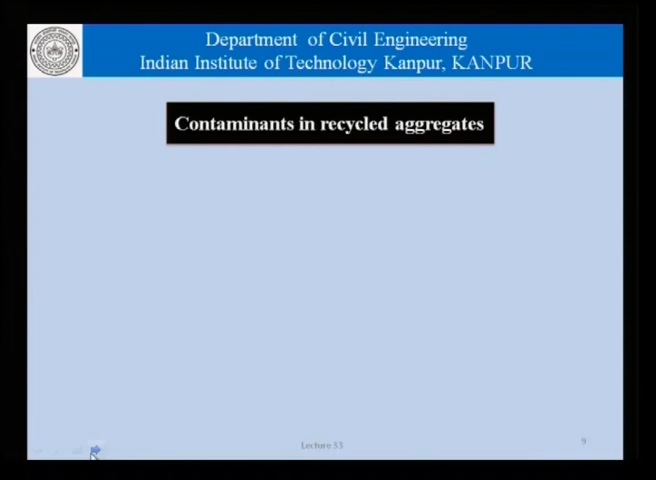 Department of Civil Engineering
Indian Institute of Technology Kanpur, KANPUR
Contaminants in recycled aggregates
Lecture 33
9